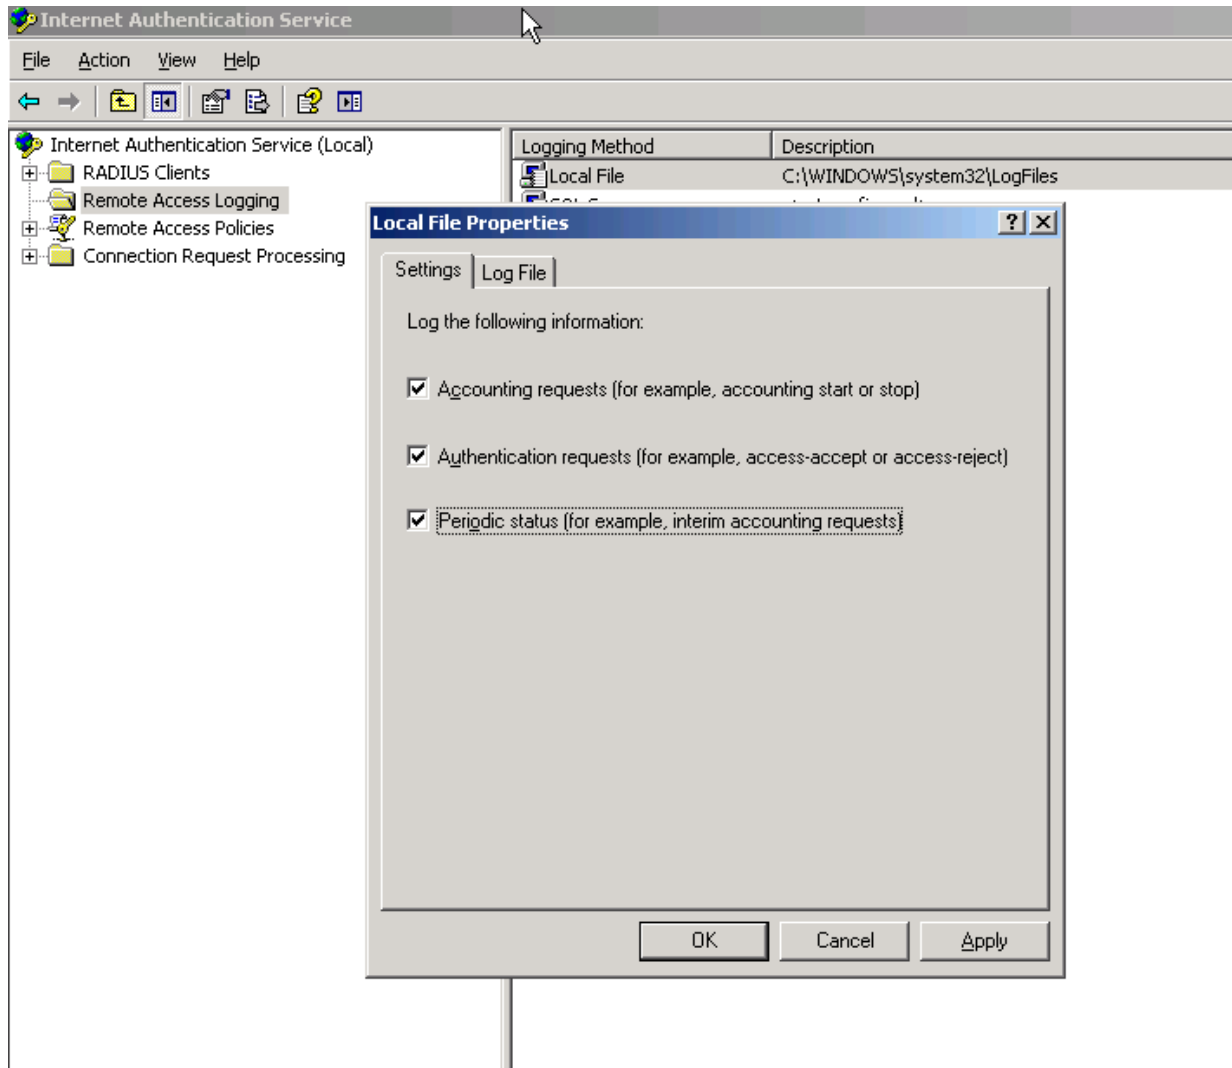 Internet Authentication Service
File Action View Help
Internet Authentication Service (Local)
RADIUS Clients
Remote Access Logging
Remote Access Policies
Connection Request Processing
Logging Method Description
Local File C:\WINDOWS\system32\LogFiles
Local File Properties
Settings Log File
Log the following information:
Accounting requests (for example, accounting start or stop)
Authentication requests (for example, access-accept or access-reject)
Periodic status (for example, interim accounting requests)
OK Cancel Apply